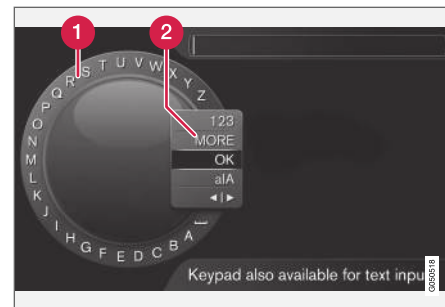 1
2
A B C D E F G H I J K L M N O P Q R S T U V W X Y Z
123
MORE
OK
a|A
◄|►
Keypad also available for text inpu
G050518